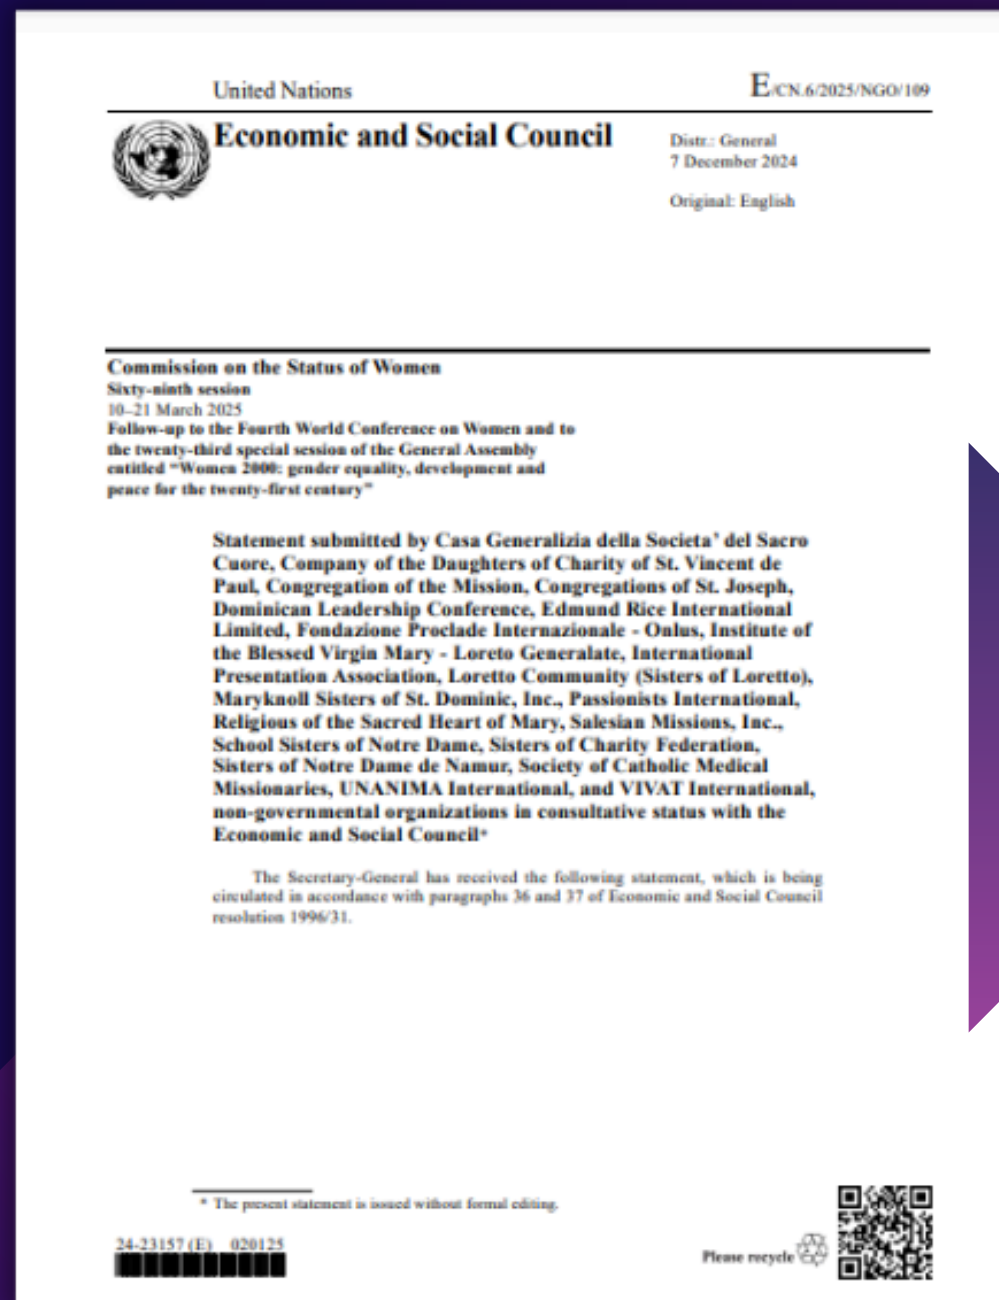 United Nations
E/CN.6/2025/NGO/109
Economic and Social Council
Distr.: General
7 December 2024
Original: English
Commission on the Status of Women
Sixty-ninth session
10–21 March 2025
Follow-up to the Fourth World Conference on Women and to
the twenty-third special session of the General Assembly
entitled “Women 2000: gender equality, development and
peace for the twenty-first century”
Statement submitted by Casa Generalizia della Societa’ del Sacro
Cuore, Company of the Daughters of Charity of St. Vincent de
Paul, Congregation of the Mission, Congregations of St. Joseph,
Dominican Leadership Conference, Edmund Rice International
Limited, Fondazione Proclade Internazionale - Onlus, Institute of
the Blessed Virgin Mary - Loreto Generalate, International
Presentation Association, Loretto Community (Sisters of Loretto),
Maryknoll Sisters of St. Dominic, Inc., Passionists International,
Religious of the Sacred Heart of Mary, Salesian Missions, Inc.,
School Sisters of Notre Dame, Sisters of Charity Federation,
Sisters of Notre Dame de Namur, Society of Catholic Medical
Missionaries, UNANIMA International, and VIVAT International,
non-governmental organizations in consultative status with the
Economic and Social Council*
The Secretary-General has received the following statement, which is being
circulated in accordance with paragraphs 36 and 37 of Economic and Social Council
resolution 1996/31.
* The present statement is issued without formal editing.
24-23157 (E) 020125
Please recycle